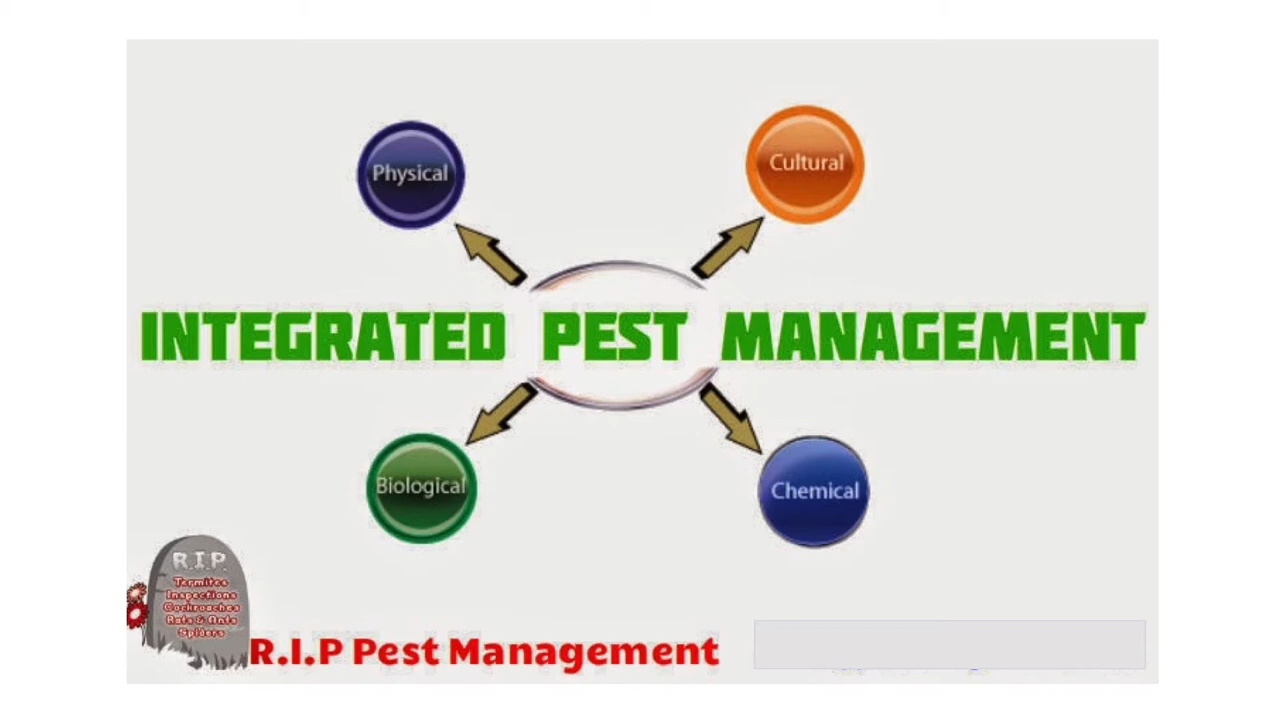 Physical
Cultural
INTEGRATED PEST MANAGEMENT
Biological
Chemical
R.I.P.
Termites
Inspections
Cockroaches
Rats & Ants
Spiders
R.I.P Pest Management